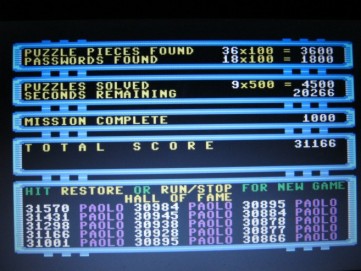 PUZZLE PIECES FOUND 36x100 = 3600
PASSWORDS FOUND 18x100 = 1800
PUZZLES SOLVED 9x500 = 4500
SECONDS REMAINING 20266
MISSION COMPLETE 1000
TOTAL SCORE 31166
HIT RESTORE OR RUN/STOP FOR NEW GAME
HALL OF FAME
31570 PAOLO 30984 PAOLO 30895 PAOLO
31431 PAOLO 30945 PAOLO 30884 PAOLO
31298 PAOLO 30938 PAOLO 30878 PAOLO
31166 PAOLO 30928 PAOLO 30877 PAOLO
31001 PAOLO 30895 PAOLO 30866 PAOLO